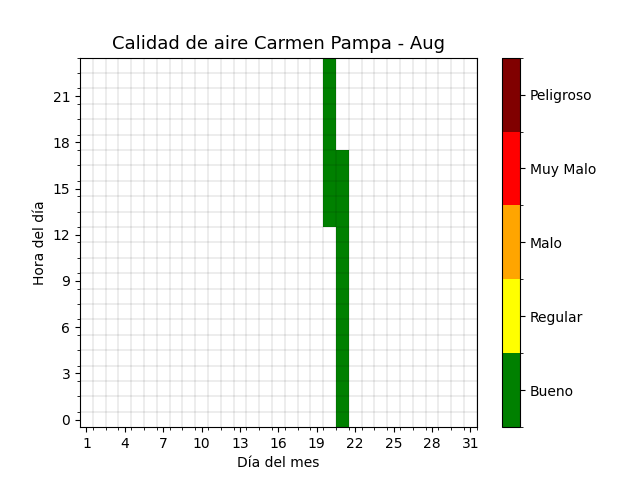 Calidad de aire Carmen Pampa - Aug
Hora del día
21
18
15
12
9
6
3
0
1 4 7 10 13 16 19 22 25 28 31
Día del mes
Peligroso
Muy Malo
Malo
Regular
Bueno